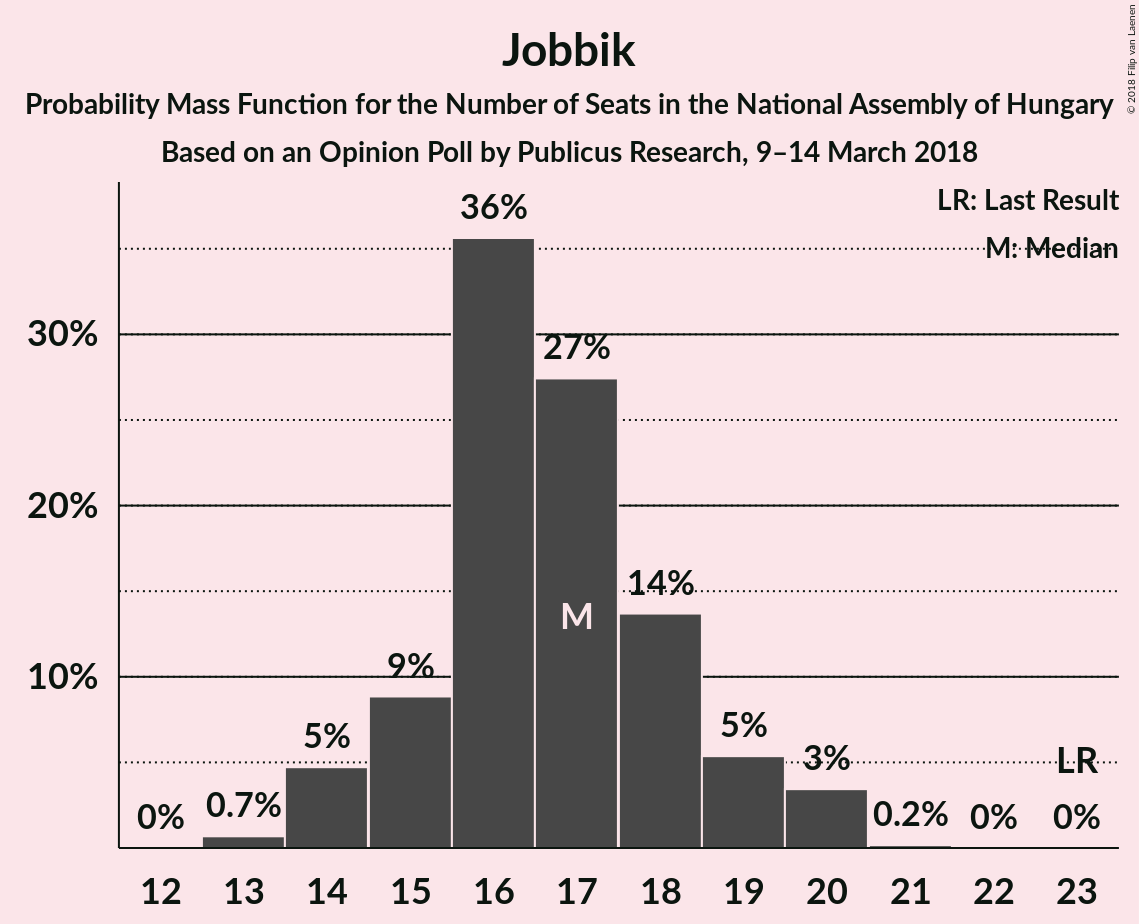 Jobbik
Probability Mass Function for the Number of Seats in the National Assembly of Hungary
Based on an Opinion Poll by Publicus Research, 9–14 March 2018
© 2018 Filip van Laenen
LR: Last Result
M: Median
36%
30%
27%
20%
14%
M
10%
9%
5%
5%
3%
LR
0%
0.7%
0.2%
0%
0%
12 13 14 15 16 17 18 19 20 21 22 23